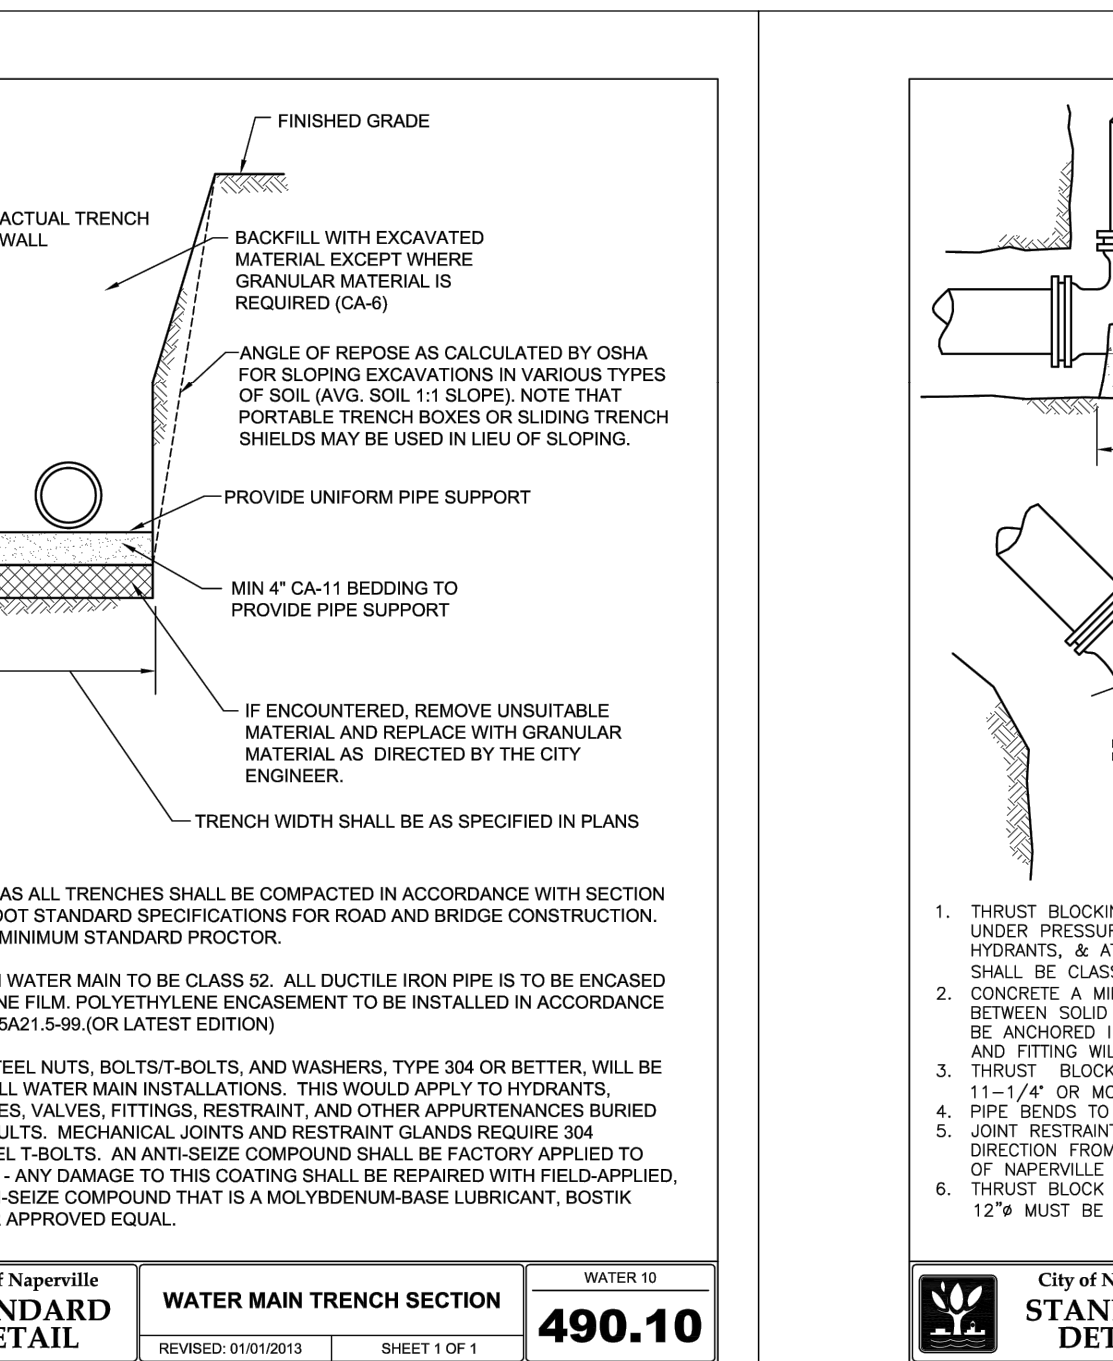 FINISHED GRADE
ACTUAL TRENCH
WALL
BACKFILL WITH EXCAVATED
MATERIAL EXCEPT WHERE
GRANULAR MATERIAL IS
REQUIRED (CA-6)
ANGLE OF REPOSE AS CALCULATED BY OSHA
FOR SLOPING EXCAVATIONS IN VARIOUS TYPES
OF SOIL (AVG. SOIL 1:1 SLOPE). NOTE THAT
PORTABLE TRENCH BOXES OR SLIDING TRENCH
SHIELDS MAY BE USED IN LIEU OF SLOPING.
PROVIDE UNIFORM PIPE SUPPORT
MIN 4" CA-11 BEDDING TO
PROVIDE PIPE SUPPORT
IF ENCOUNTERED, REMOVE UNSUITABLE
MATERIAL AND REPLACE WITH GRANULAR
MATERIAL AS DIRECTED BY THE CITY
ENGINEER.
TRENCH WIDTH SHALL BE AS SPECIFIED IN PLANS
AS ALL TRENCHES SHALL BE COMPACTED IN ACCORDANCE WITH SECTION
OT STANDARD SPECIFICATIONS FOR ROAD AND BRIDGE CONSTRUCTION.
MINIMUM STANDARD PROCTOR.
WATER MAIN TO BE CLASS 52. ALL DUCTILE IRON PIPE IS TO BE ENCASED
NE FILM. POLYETHYLENE ENCASEMENT TO BE INSTALLED IN ACCORDANCE
5A21.5-99.(OR LATEST EDITION)
TEEL NUTS, BOLTS/T-BOLTS, AND WASHERS, TYPE 304 OR BETTER, WILL BE
LL WATER MAIN INSTALLATIONS. THIS WOULD APPLY TO HYDRANTS,
ES, VALVES, FITTINGS, RESTRAINT, AND OTHER APPURTENANCES BURIED
ULTS. MECHANICAL JOINTS AND RESTRAINT GLANDS REQUIRE 304
EL T-BOLTS. AN ANTI-SEIZE COMPOUND SHALL BE FACTORY APPLIED TO
- ANY DAMAGE TO THIS COATING SHALL BE REPAIRED WITH FIELD-APPLIED,
I-SEIZE COMPOUND THAT IS A MOLYBDENUM-BASE LUBRICANT, BOSTIK
APPROVED EQUAL.
f Naperville
NDARD
ETAIL
WATER MAIN TRENCH SECTION
REVISED: 01/01/2013
SHEET 1 OF 1
WATER 10
490.10
1. THRUST BLOCKIN
UNDER PRESSUR
HYDRANTS, & AT
SHALL BE CLASS
2. CONCRETE A MI
BETWEEN SOLID
BE ANCHORED I
AND FITTING WIL
3. THRUST BLOCK
11-1/4° OR MO
4. PIPE BENDS TO
5. JOINT RESTRAINT
DIRECTION FROM
OF NAPERVILLE
6. THRUST BLOCK
12"ø MUST BE
City of N
STAN
DET